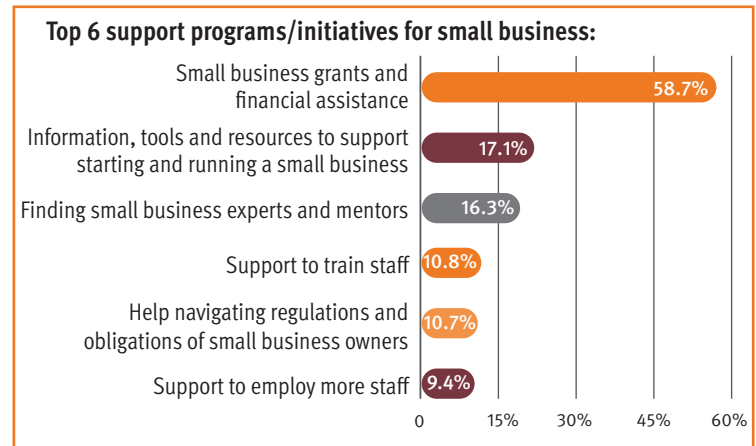 Top 6 support programs/initiatives for small business:
Small business grants and
financial assistance
58.7%
Information, tools and resources to support
starting and running a small business
17.1%
Finding small business experts and mentors
16.3%
Support to train staff
10.8%
Help navigating regulations and
obligations of small business owners
10.7%
Support to employ more staff
9.4%
0 15% 30% 45% 60%